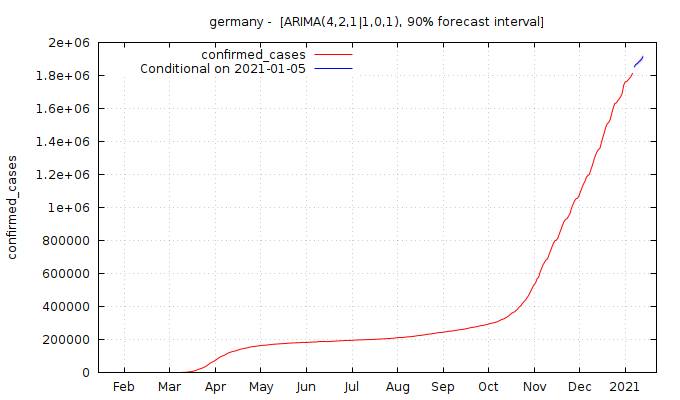 germany -  [ARIMA(4,2,1|1,0,1), 90% forecast interval]
confirmed_cases
Conditional on 2021-01-05
confirmed_cases
2e+06
1.8e+06
1.6e+06
1.4e+06
1.2e+06
1e+06
800000
600000
400000
200000
0
Feb Mar Apr May Jun Jul Aug Sep Oct Nov Dec 2021